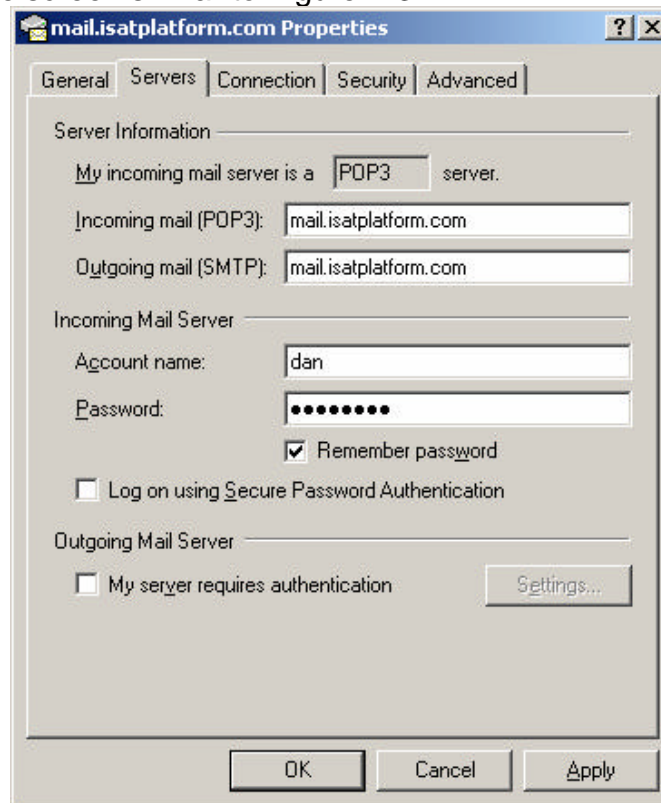 mail.isatplatform.com Properties
General Servers Connection Security Advanced
Server Information
My incoming mail server is a POP3 server.
Incoming mail (POP3): mail.isatplatform.com
Outgoing mail (SMTP): mail.isatplatform.com
Incoming Mail Server
Account name: dan
Password: ●●●●●●●●
Remember password
Log on using Secure Password Authentication
Outgoing Mail Server
My server requires authentication Settings...
OK Cancel Apply